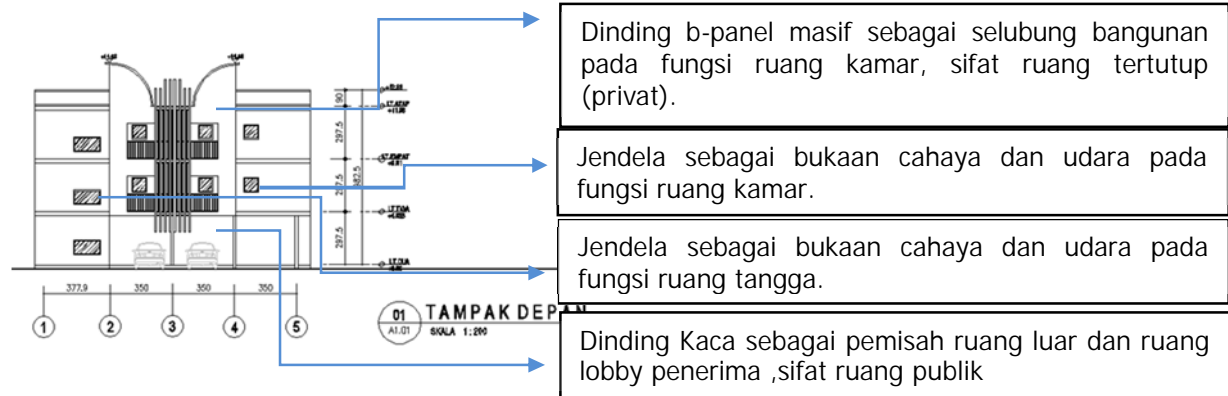 Dinding b-panel masif sebagai selubung bangunan
pada fungsi ruang kamar, sifat ruang tertutup
(privat).
Jendela sebagai bukaan cahaya dan udara pada
fungsi ruang kamar.
Jendela sebagai bukaan cahaya dan udara pada
fungsi ruang tangga.
Dinding Kaca sebagai pemisah ruang luar dan ruang
lobby penerima ,sifat ruang publik
90
LT.ATAP
297,5
297,5
297,5
377.9 350 350 350
1 2 3 4 5
01 TAMPAK DEPAN
A1.01 SKALA 1:200